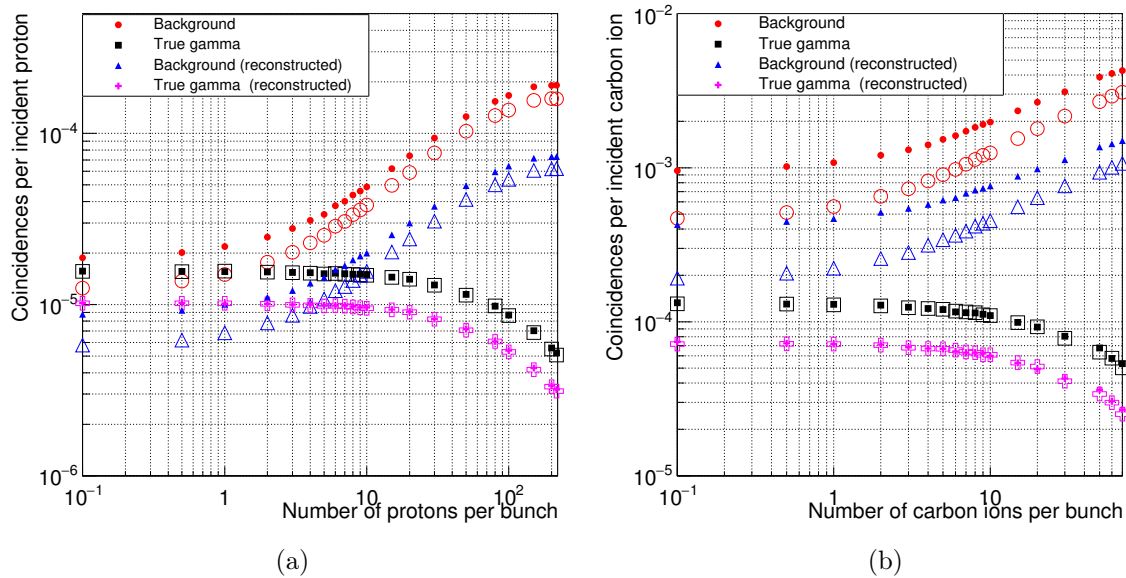 Background
True gamma
Background (reconstructed)
True gamma (reconstructed)
Coincidences per incident proton
10⁻⁴
10⁻⁵
10⁻⁶
10⁻¹ 1 10 10²
Number of protons per bunch
(a)
Background
True gamma
Background (reconstructed)
True gamma (reconstructed)
Coincidences per incident carbon ion
10⁻²
10⁻³
10⁻⁴
10⁻⁵
10⁻¹ 1 10
Number of carbon ions per bunch
(b)